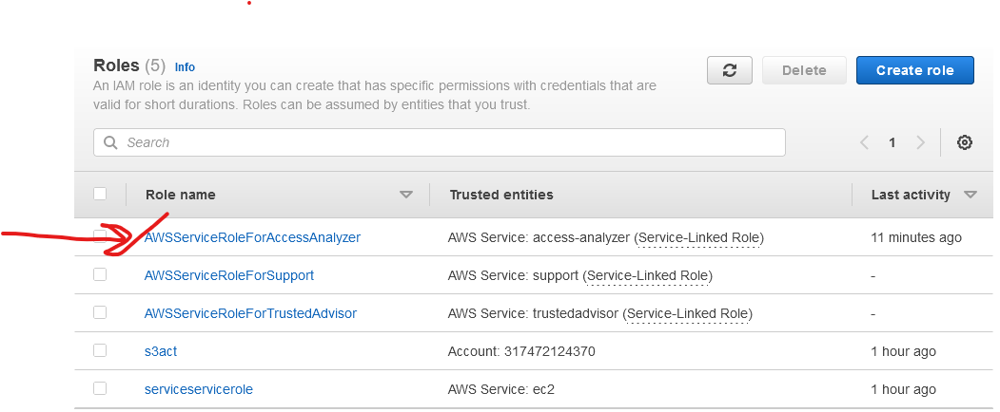 Roles (5) Info
An IAM role is an identity you can create that has specific permissions with credentials that are
valid for short durations. Roles can be assumed by entities that you trust.
Delete
Create role
Search
1
Role name Trusted entities Last activity
AWSServiceRoleForAccessAnalyzer AWS Service: access-analyzer (Service-Linked Role) 11 minutes ago
AWSServiceRoleForSupport AWS Service: support (Service-Linked Role) -
AWSServiceRoleForTrustedAdvisor AWS Service: trustedadvisor (Service-Linked Role) -
s3act Account: 317472124370 1 hour ago
serviceservicerole AWS Service: ec2 1 hour ago